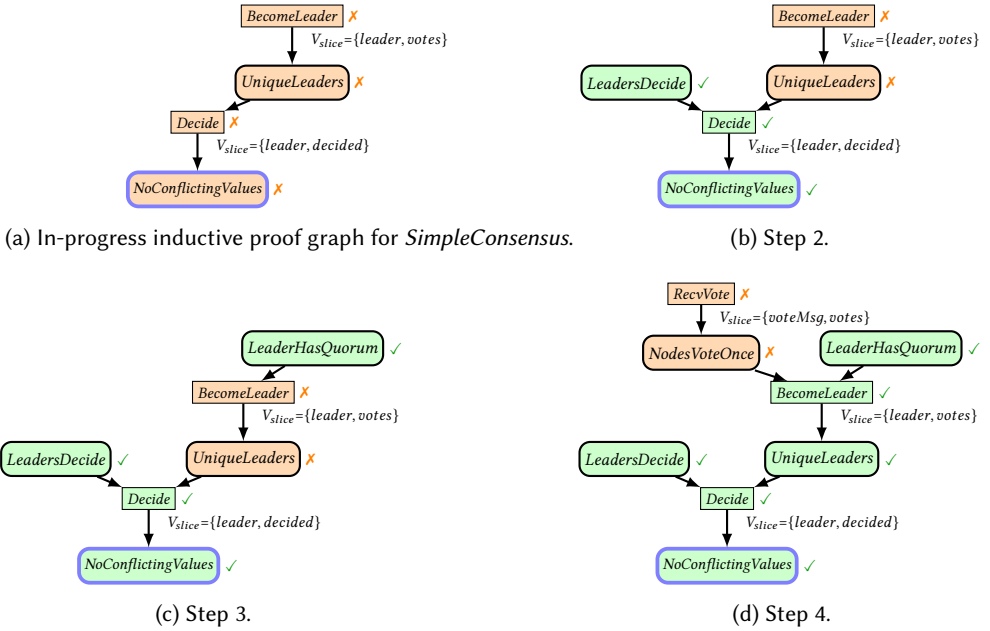 BecomeLeader ✗
V_slice={leader, votes}
UniqueLeaders ✗
Decide ✗
V_slice={leader, decided}
NoConflictingValues ✗
(a) In-progress inductive proof graph for SimpleConsensus.
BecomeLeader ✗
V_slice={leader, votes}
LeadersDecide ✓
UniqueLeaders ✗
Decide ✓
V_slice={leader, decided}
NoConflictingValues ✓
(b) Step 2.
LeaderHasQuorum ✓
BecomeLeader ✗
V_slice={leader, votes}
LeadersDecide ✓
UniqueLeaders ✗
Decide ✓
V_slice={leader, decided}
NoConflictingValues ✓
(c) Step 3.
RecvVote ✗
V_slice={voteMsg, votes}
NodesVoteOnce ✗
LeaderHasQuorum ✓
BecomeLeader ✓
V_slice={leader, votes}
LeadersDecide ✓
UniqueLeaders ✓
Decide ✓
V_slice={leader, decided}
NoConflictingValues ✓
(d) Step 4.